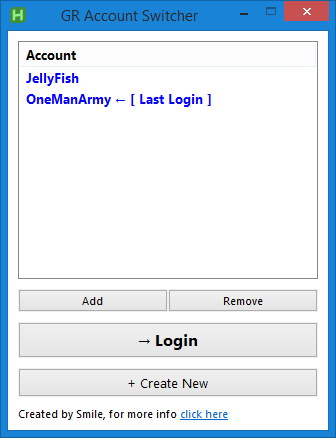 H GR Account Switcher
Account
JellyFish
OneManArmy ← [ Last Login ]
Add Remove
→ Login
+ Create New
Created by Smile, for more info click here